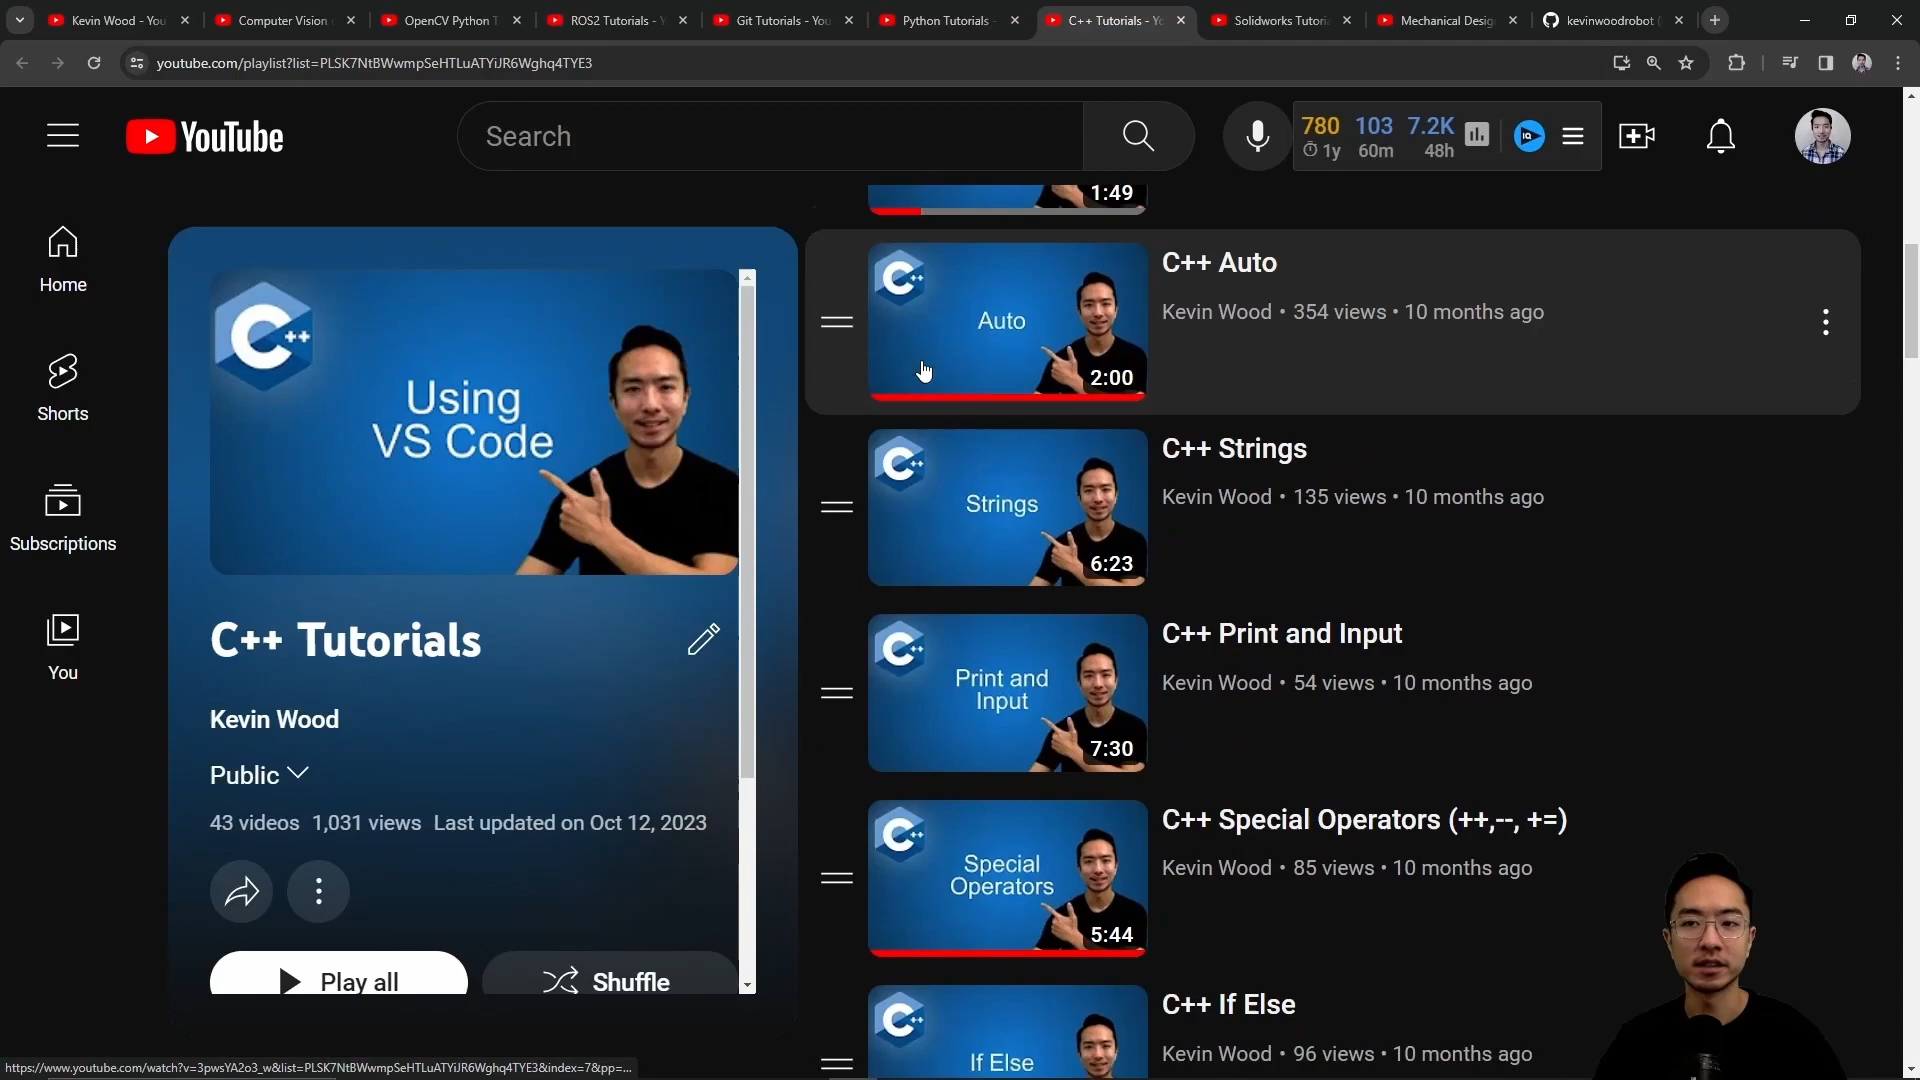 Kevin Wood - You
Computer Vision
OpenCV Python T
ROS2 Tutorials - Y
Git Tutorials - You
Python Tutorials -
C++ Tutorials - Yo
Solidworks Tutoria
Mechanical Desig
kevinwoodrobot (
youtube.com/playlist?list=PLSK7NtBWwmpSeHTLuATYiJR6Wghq4TYE3
YouTube
Search
780 103 7.2K
1y 60m 48h
IQ
Home
Shorts
Subscriptions
You
C++
Using
VS Code
C++ Tutorials
Kevin Wood
Public
43 videos 1,031 views Last updated on Oct 12, 2023
Play all
Shuffle
1:49
C++
Auto
2:00
C++ Auto
Kevin Wood • 354 views • 10 months ago
C++
Strings
6:23
C++ Strings
Kevin Wood • 135 views • 10 months ago
C++
Print and
Input
7:30
C++ Print and Input
Kevin Wood • 54 views • 10 months ago
C++
Special
Operators
5:44
C++ Special Operators (++,--, +=)
Kevin Wood • 85 views • 10 months ago
C++
If Else
C++ If Else
Kevin Wood • 96 views • 10 months ago
https://www.youtube.com/watch?v=3pwsYA2o3_w&list=PLSK7NtBWwmpSeHTLuATYiJR6Wghq4TYE3&index=7&pp=...